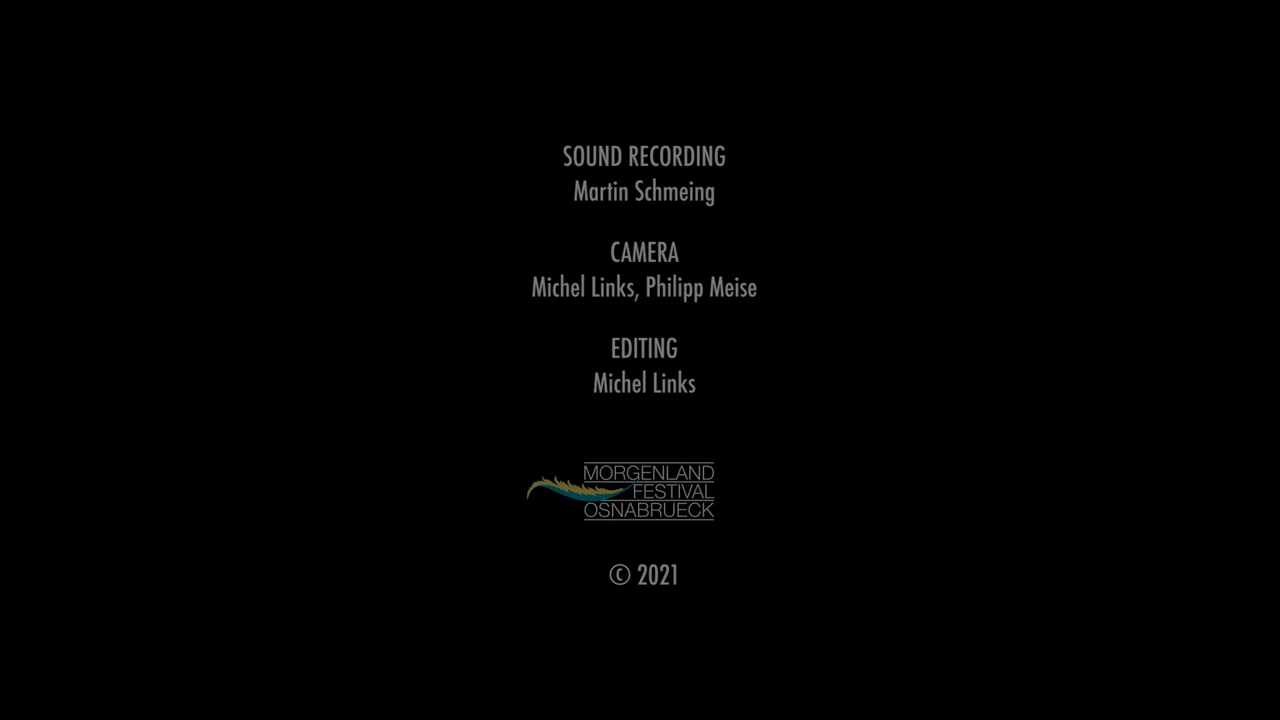 SOUND RECORDING
Martin Schmeing
CAMERA
Michel Links, Philipp Meise
EDITING
Michel Links
MORGENLAND
FESTIVAL
OSNABRUECK
© 2021